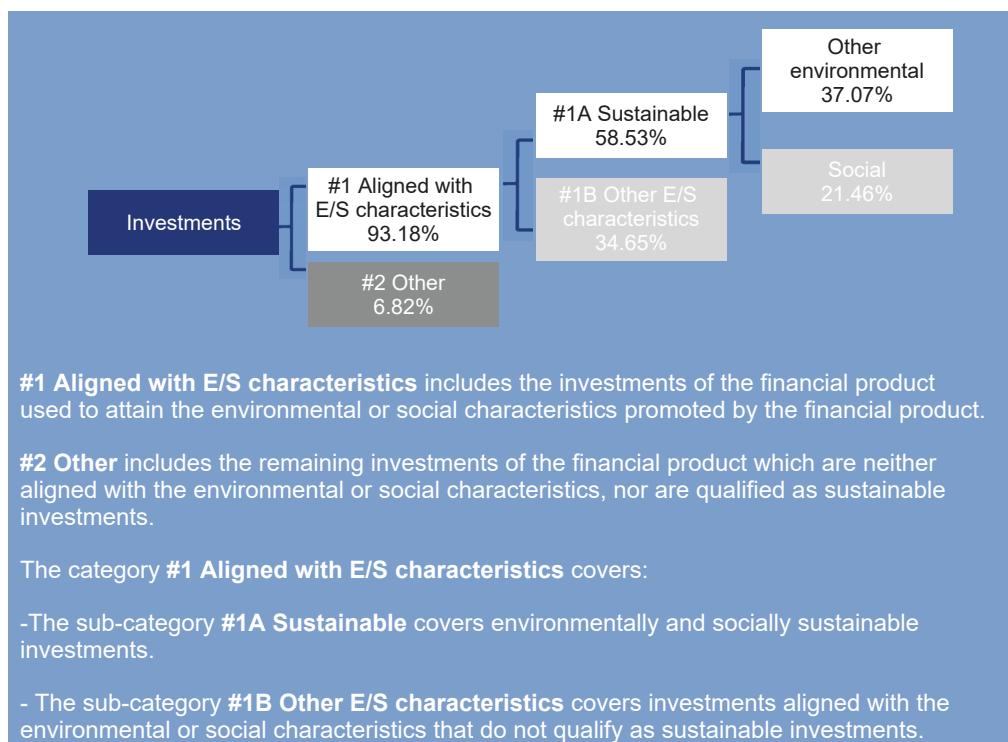 Investments
#1 Aligned with
E/S characteristics
93.18%
#2 Other
6.82%
#1A Sustainable
58.53%
#1B Other E/S
characteristics
34.65%
Other
environmental
37.07%
Social
21.46%
#1 Aligned with E/S characteristics includes the investments of the financial product
used to attain the environmental or social characteristics promoted by the financial product.
#2 Other includes the remaining investments of the financial product which are neither
aligned with the environmental or social characteristics, nor are qualified as sustainable
investments.
The category #1 Aligned with E/S characteristics covers:
-The sub-category #1A Sustainable covers environmentally and socially sustainable
investments.
- The sub-category #1B Other E/S characteristics covers investments aligned with the
environmental or social characteristics that do not qualify as sustainable investments.